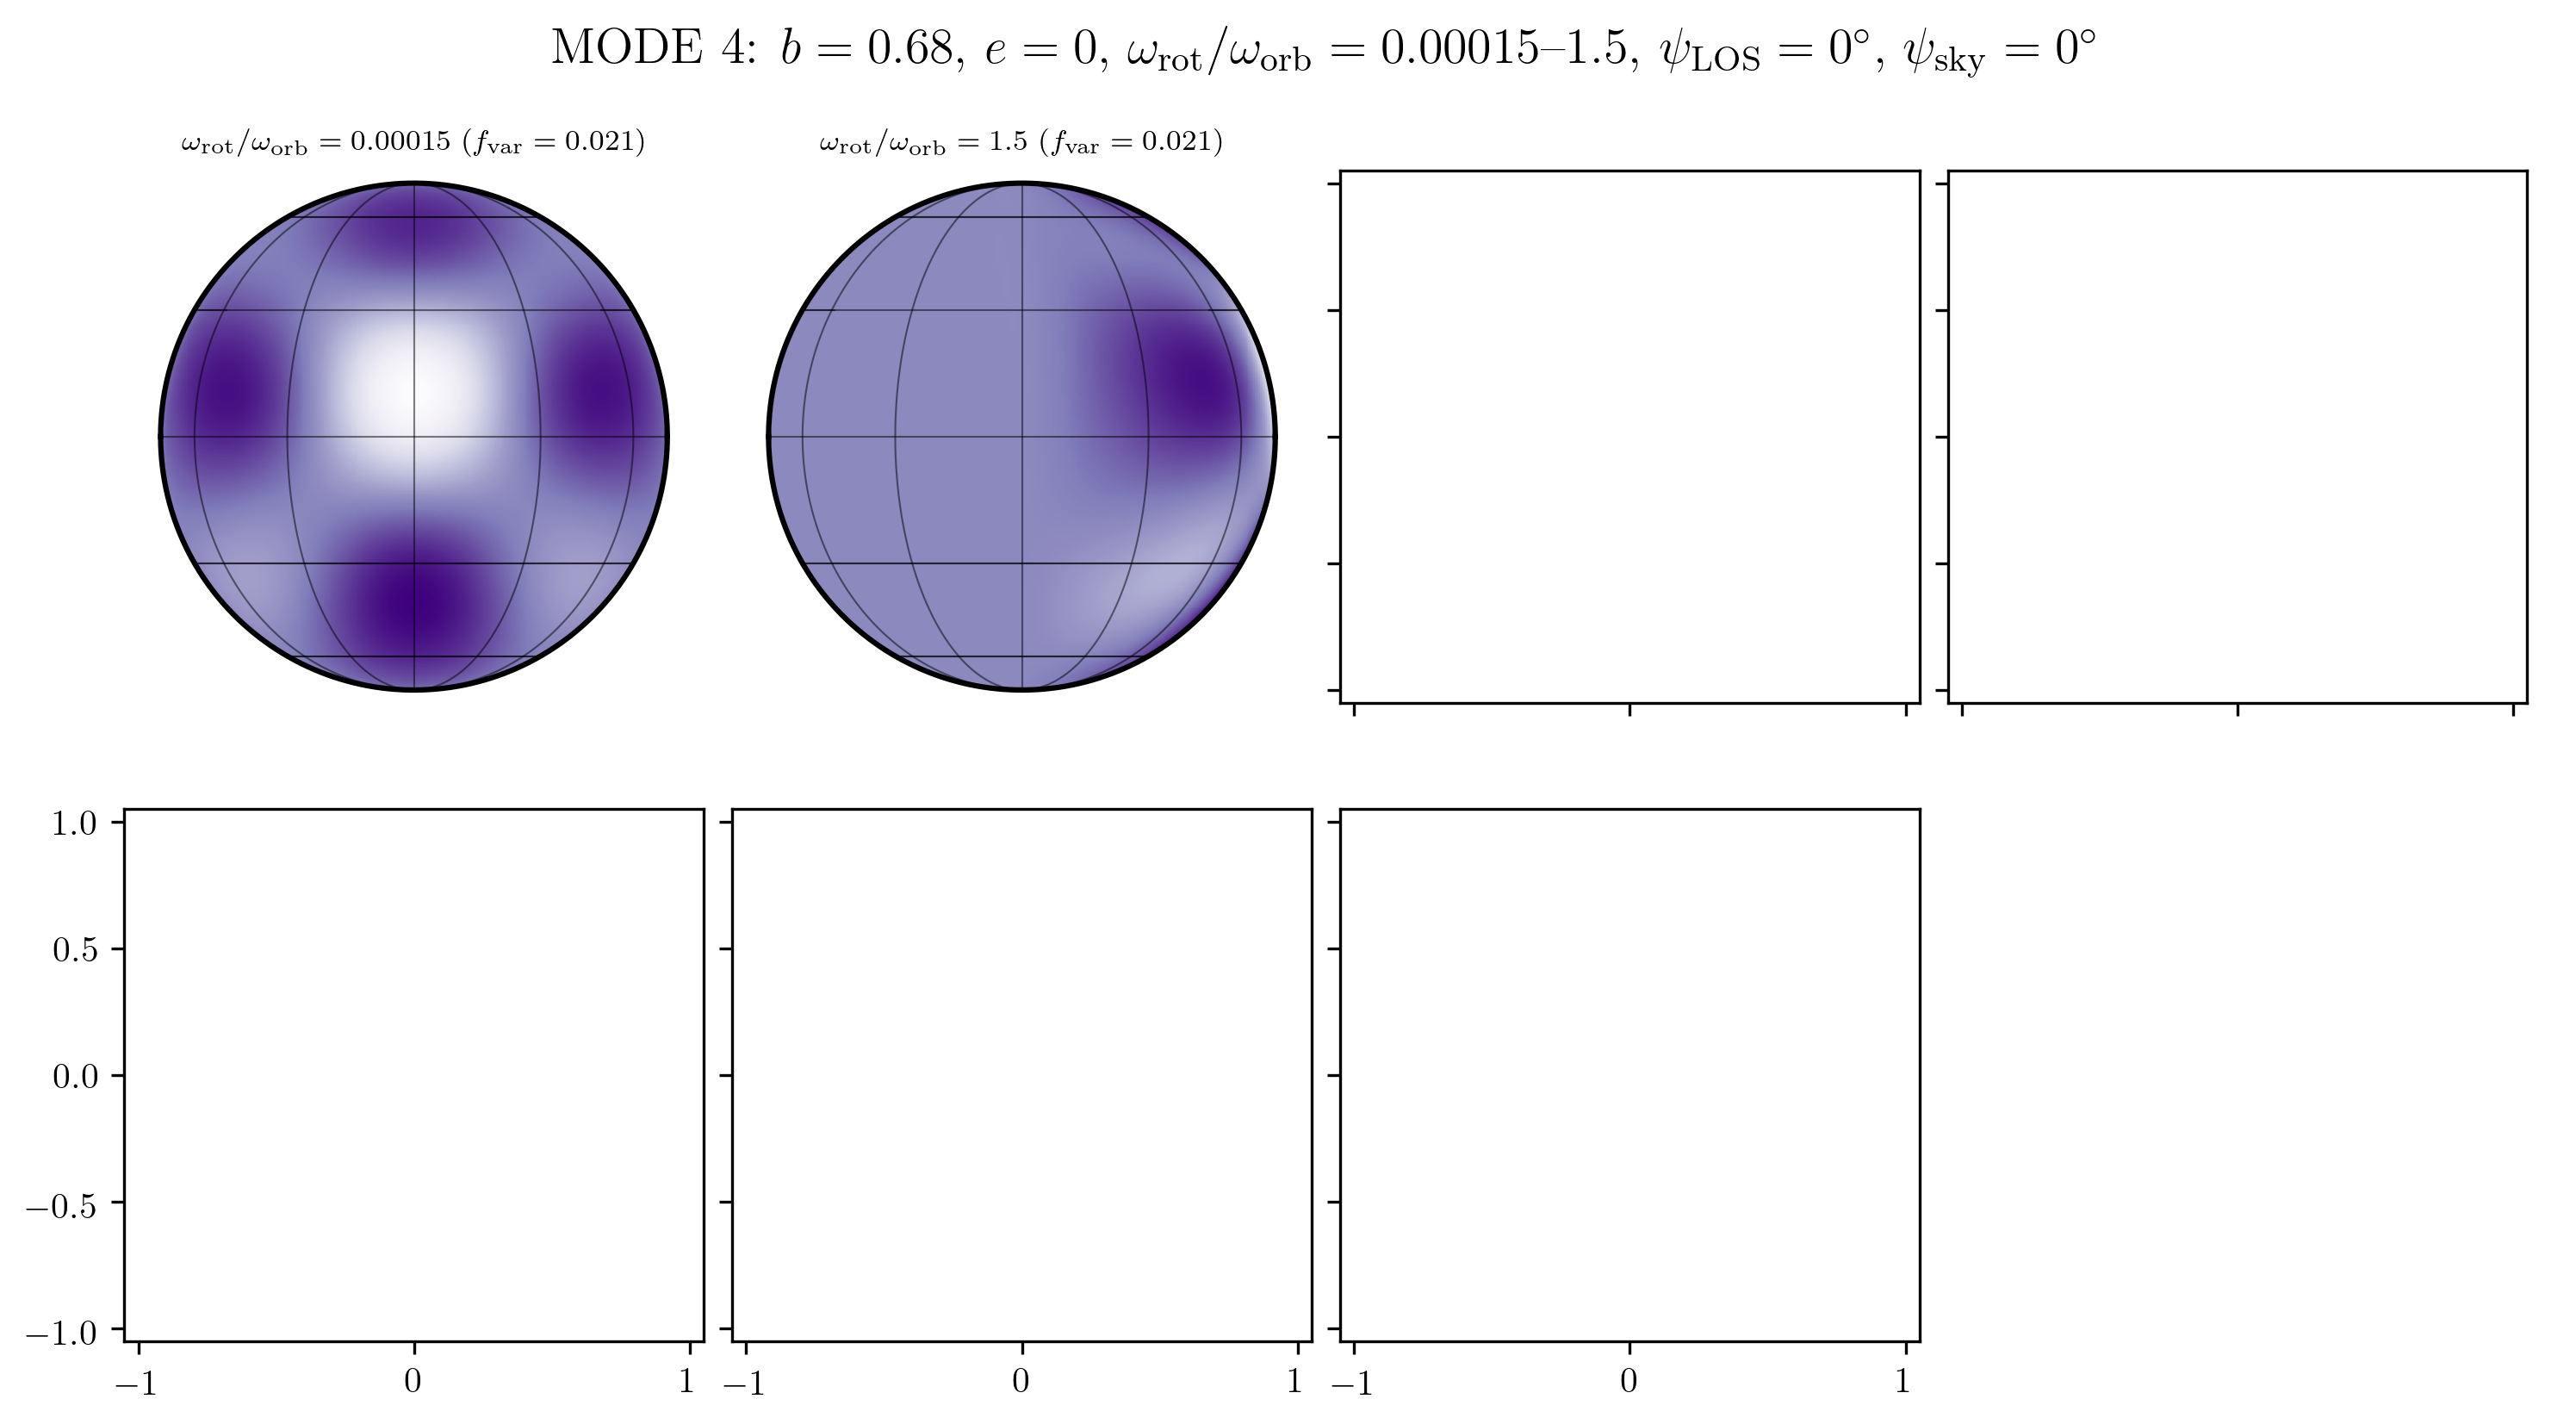 MODE 4: b = 0.68, e = 0, ω_rot/ω_orb = 0.00015–1.5, ψ_LOS = 0°, ψ_sky = 0°
ω_rot/ω_orb = 0.00015 (f_var = 0.021)
ω_rot/ω_orb = 1.5 (f_var = 0.021)
1.0
0.5
0.0
−0.5
−1.0
−1 0 1
−1 0 1
−1 0 1